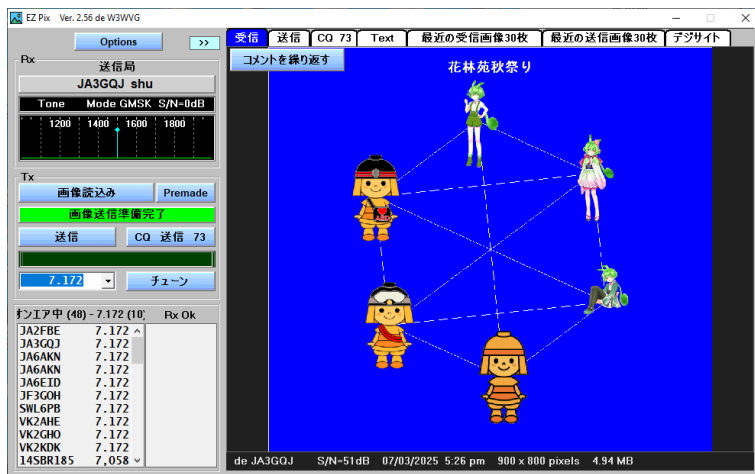 EZ Pix Ver. 2.56 de W3WVG
Options
>>
Rx
送信局
JA3GQJ shu
Tone Mode GMSK S/N=0dB
1200 1400 1600 1800
Tx
画像読込み
Premade
画像送信準備完了
送信
CQ 送信 73
7.172
チューン
オンエア中 (48) - 7.172 (10)
Rx Ok
JA2FBE 7.172
JA3GQJ 7.172
JA6AKN 7.172
JA6AKN 7.172
JA6EID 7.172
JF3GOH 7.172
SWL6PB 7.172
VK2AHE 7.172
VK2GHO 7.172
VK2KDK 7.172
14SBR185 7,058
受信 送信 CQ 73 Text 最近の受信画像30枚 最近の送信画像30枚 デジサイト
コメントを繰り返す
花林苑秋祭り
de JA3GQJ S/N=51dB 07/03/2025 5:26 pm 900 x 800 pixels 4.94 MB